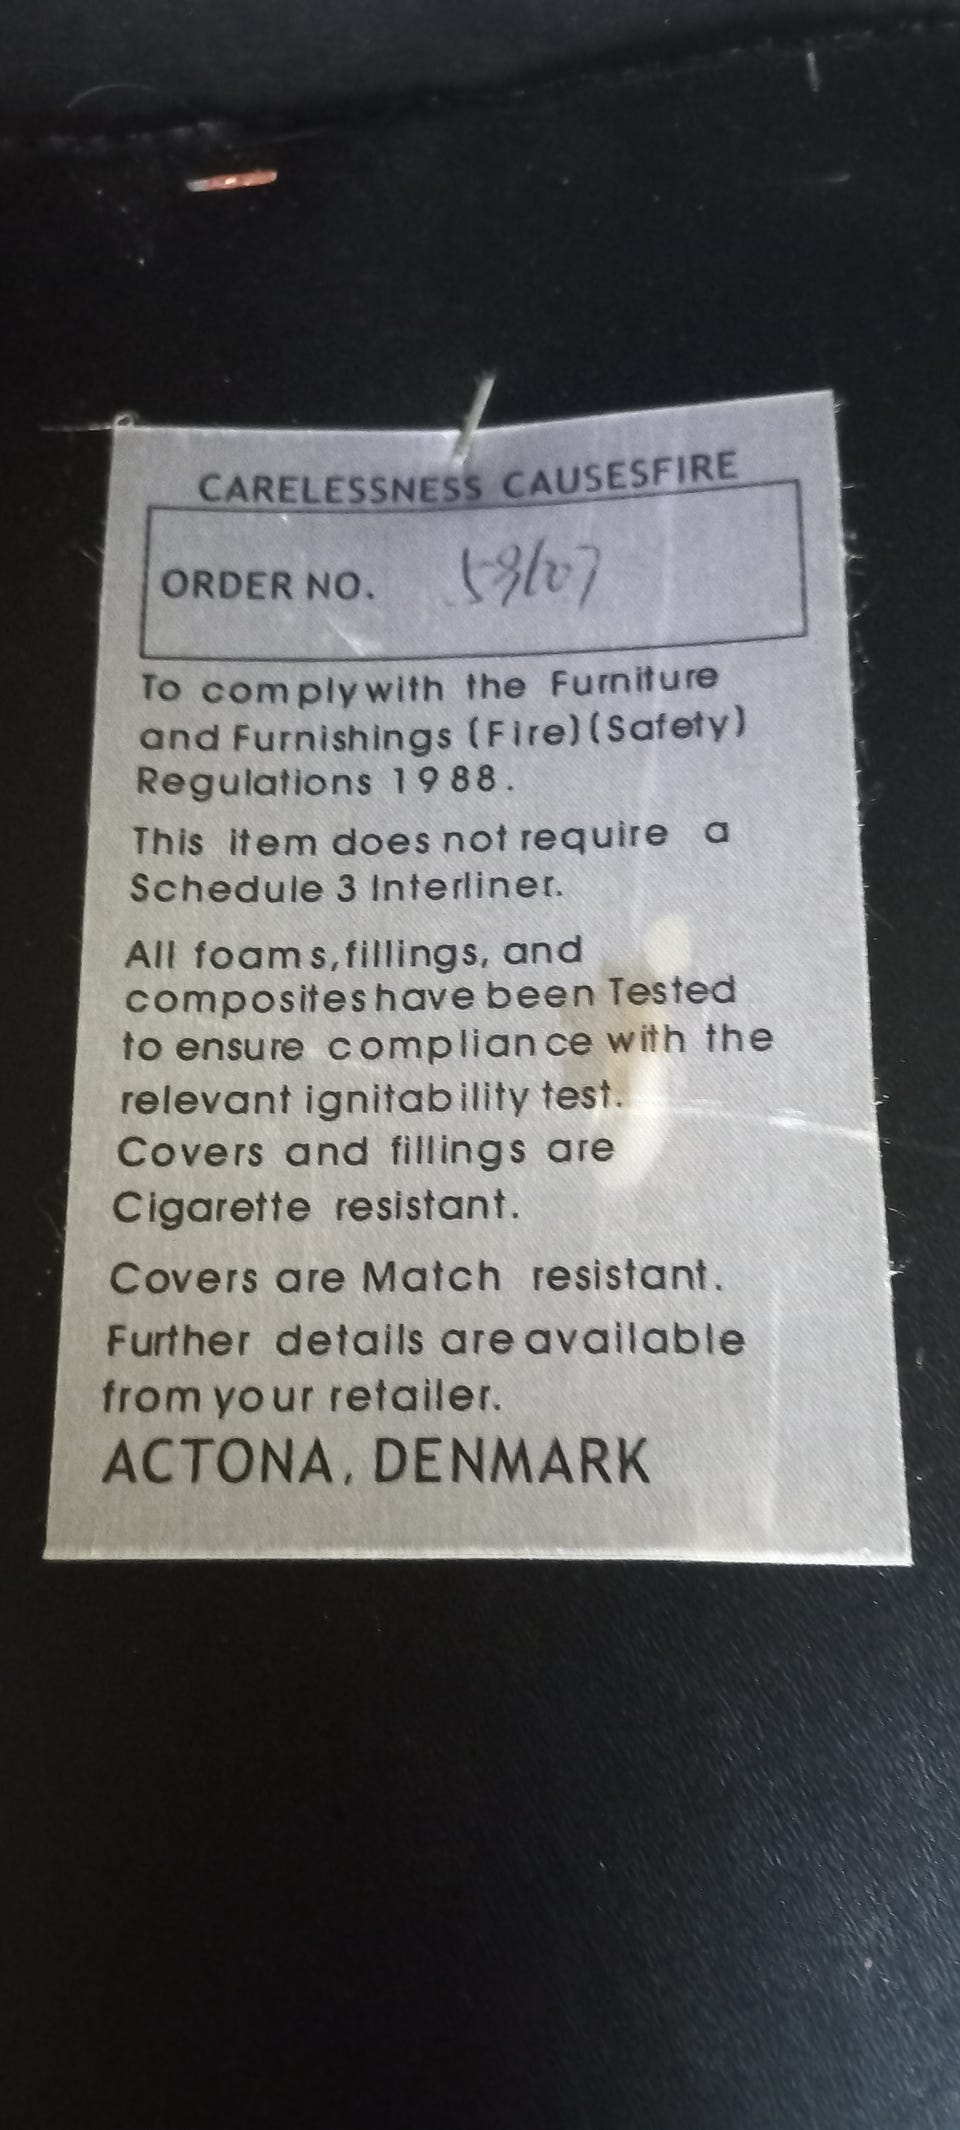 CARELESSNESS CAUSESFIRE
ORDER NO.
To comply with the Furniture
and Furnishings (Fire) (Safety)
Regulations 1988.
This item does not require a
Schedule 3 Interliner.
All foams, fillings, and
composites have been Tested
to ensure compliance with the
relevant ignitability test.
Covers and fillings are
Cigarette resistant.
Covers are Match resistant.
Further details are available
from your retailer.
ACTONA, DENMARK